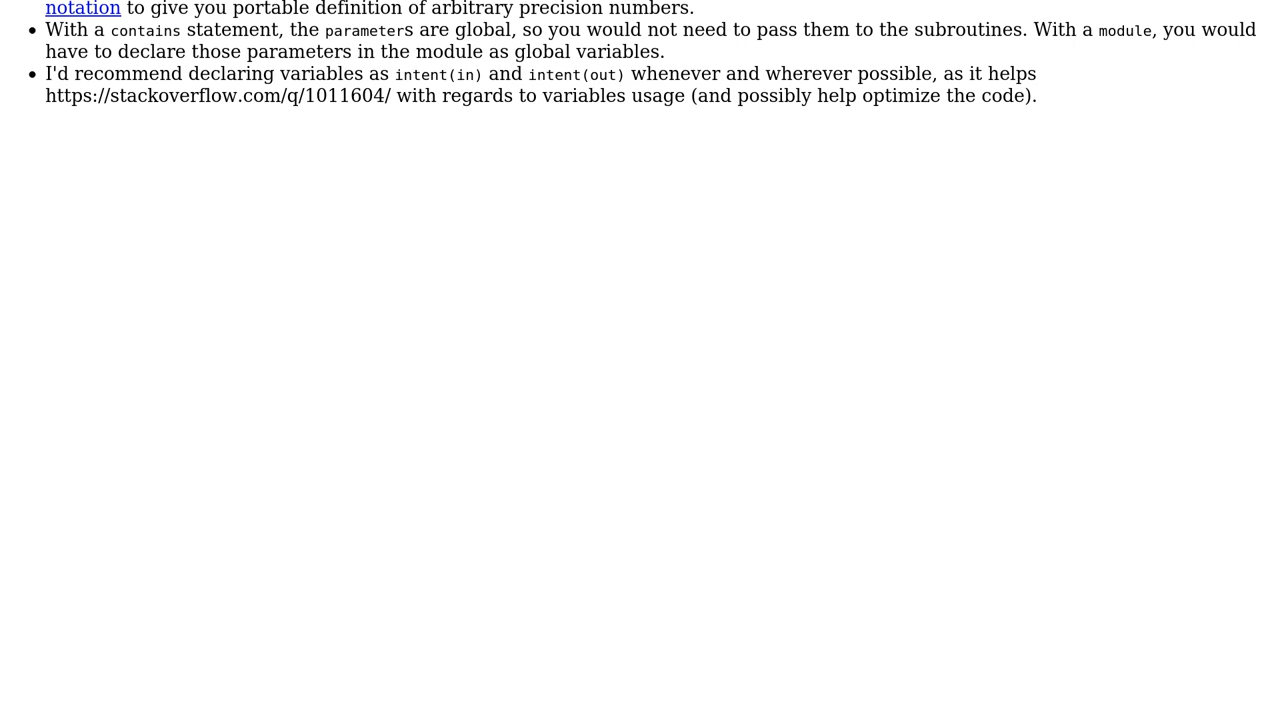 notation to give you portable definition of arbitrary precision numbers.
• With a contains statement, the parameters are global, so you would not need to pass them to the subroutines. With a module, you would
have to declare those parameters in the module as global variables.
• I'd recommend declaring variables as intent(in) and intent(out) whenever and wherever possible, as it helps
https://stackoverflow.com/q/1011604/ with regards to variables usage (and possibly help optimize the code).